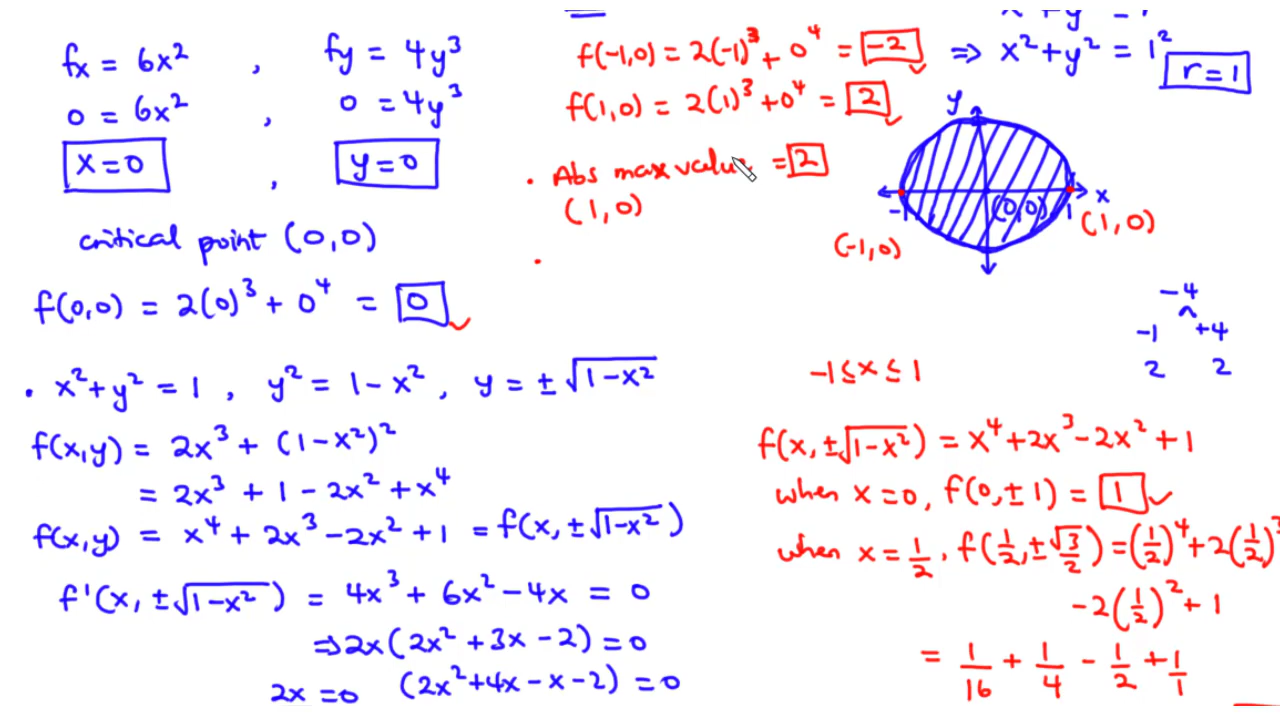 fx = 6x² , fy = 4y³
0 = 6x² , 0 = 4y³
x=0 , y=0
critical point (0,0)
f(0,0) = 2(0)³ + 0⁴ = 0
• x²+y² = 1 , y² = 1-x² , y = ±√(1-x²)
f(x,y) = 2x³ + (1-x²)²
= 2x³ + 1 - 2x² + x⁴
f(x,y) = x⁴ + 2x³ - 2x² + 1 = f(x, ±√(1-x²))
f'(x, ±√(1-x²)) = 4x³ + 6x² - 4x = 0
⇒ 2x(2x² + 3x - 2) = 0
2x = 0 (2x²+4x-x-2) = 0
f(-1,0) = 2(-1)³ + 0⁴ = -2
f(1,0) = 2(1)³ + 0⁴ = 2
• Abs max value = 2
(1,0)
•
⇒ x²+y² = 1²
r=1
y
x
-1
(0,0)
1
(1,0)
(-1,0)
-4
-1 +4
2 2
-1≤x≤1
f(x, ±√(1-x²)) = x⁴+2x³-2x²+1
when x=0, f(0,±1) = 1
when x = 1/2, f(1/2, ±√3/2) = (1/2)⁴ + 2(1/2)³
-2(1/2)² + 1
= 1/16 + 1/4 - 1/2 + 1/1